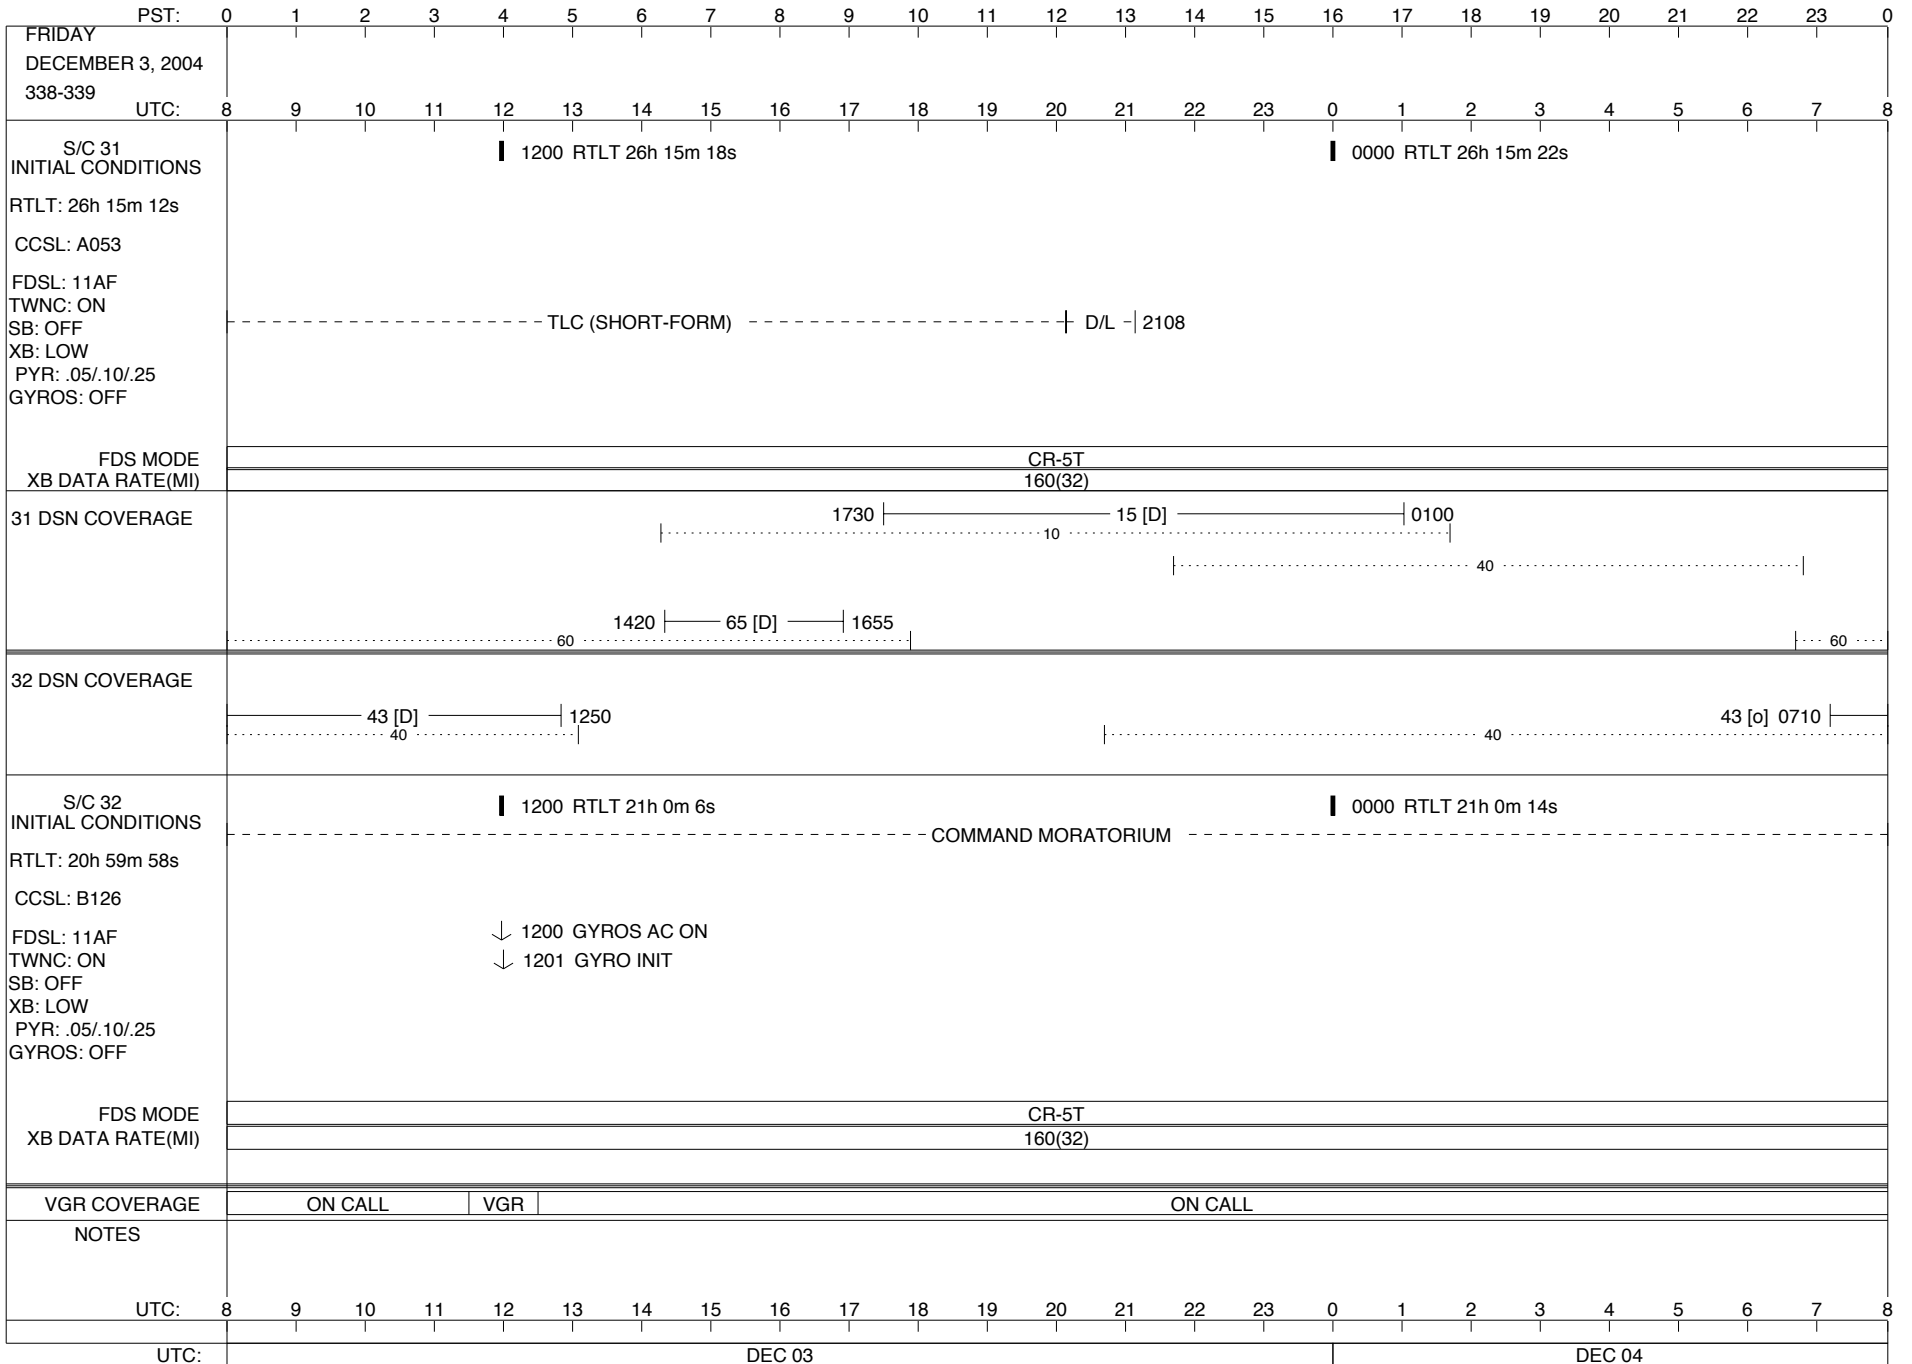 PST: 0 1 2 3 4 5 6 7 8 9 10 11 12 13 14 15 16 17 18 19 20 21 22 23 0
FRIDAY
DECEMBER 3, 2004
338-339
UTC: 8 9 10 11 12 13 14 15 16 17 18 19 20 21 22 23 0 1 2 3 4 5 6 7 8
S/C 31
INITIAL CONDITIONS
1200 RTLT 26h 15m 18s
0000 RTLT 26h 15m 22s
RTLT: 26h 15m 12s
CCSL: A053
FDSL: 11AF
TWNC: ON
SB: OFF
TLC (SHORT-FORM) D/L 2108
XB: LOW
PYR: .05/.10/.25
GYROS: OFF
FDS MODE CR-5T
XB DATA RATE(MI) 160(32)
31 DSN COVERAGE
1730 15 [D] 0100
10
40
1420 65 [D] 1655
60 60
32 DSN COVERAGE
43 [D] 1250 43 [o] 0710
40 40
S/C 32
INITIAL CONDITIONS
1200 RTLT 21h 0m 6s
0000 RTLT 21h 0m 14s
COMMAND MORATORIUM
RTLT: 20h 59m 58s
CCSL: B126
FDSL: 11AF
1200 GYROS AC ON
TWNC: ON
1201 GYRO INIT
SB: OFF
XB: LOW
PYR: .05/.10/.25
GYROS: OFF
FDS MODE CR-5T
XB DATA RATE(MI) 160(32)
VGR COVERAGE ON CALL VGR ON CALL
NOTES
UTC: 8 9 10 11 12 13 14 15 16 17 18 19 20 21 22 23 0 1 2 3 4 5 6 7 8
UTC: DEC 03 DEC 04